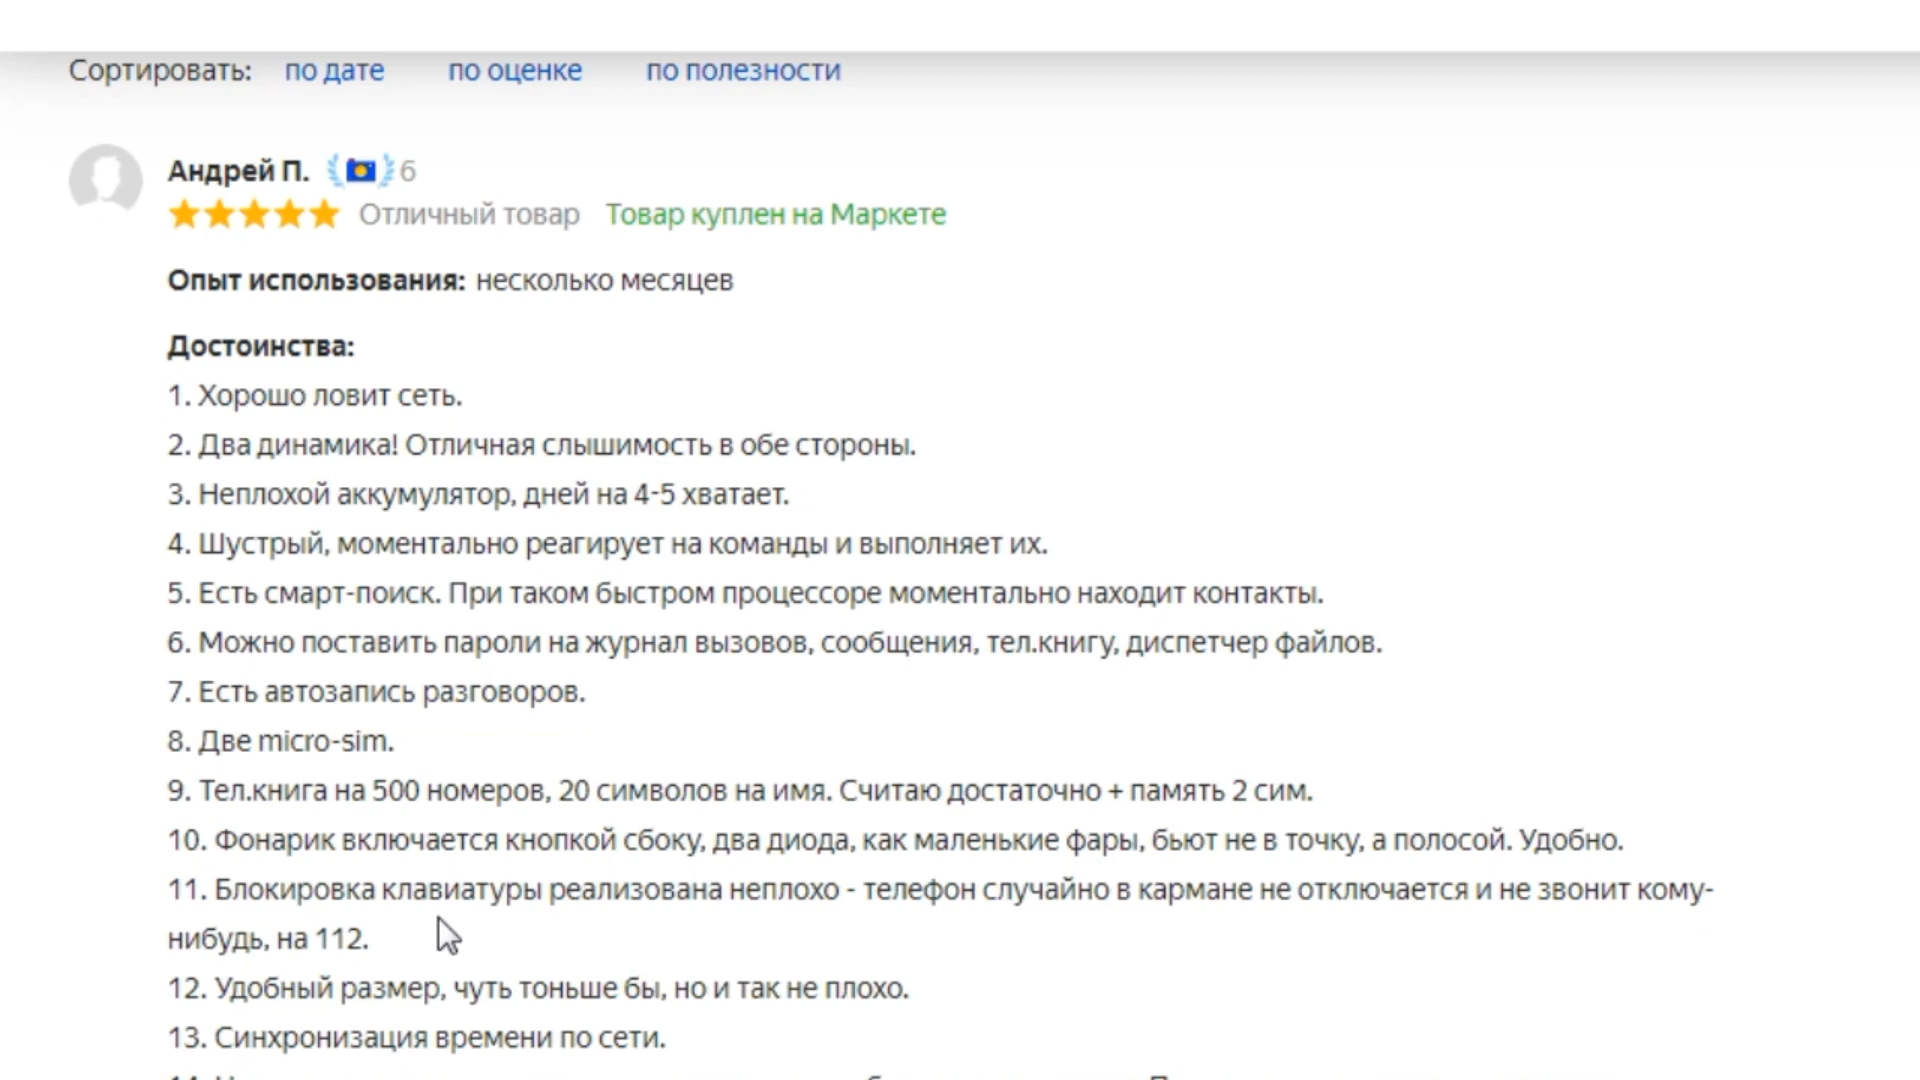 Сортировать: по дате по оценке по полезности
Андрей П. 6
Отличный товар Товар куплен на Маркете
Опыт использования: несколько месяцев
Достоинства:
1. Хорошо ловит сеть.
2. Два динамика! Отличная слышимость в обе стороны.
3. Неплохой аккумулятор, дней на 4-5 хватает.
4. Шустрый, моментально реагирует на команды и выполняет их.
5. Есть смарт-поиск. При таком быстром процессоре моментально находит контакты.
6. Можно поставить пароли на журнал вызовов, сообщения, тел.книгу, диспетчер файлов.
7. Есть автозапись разговоров.
8. Две micro-sim.
9. Тел.книга на 500 номеров, 20 символов на имя. Считаю достаточно + память 2 сим.
10. Фонарик включается кнопкой сбоку, два диода, как маленькие фары, бьют не в точку, а полосой. Удобно.
11. Блокировка клавиатуры реализована неплохо - телефон случайно в кармане не отключается и не звонит кому-
нибудь, на 112.
12. Удобный размер, чуть тоньше бы, но и так не плохо.
13. Синхронизация времени по сети.